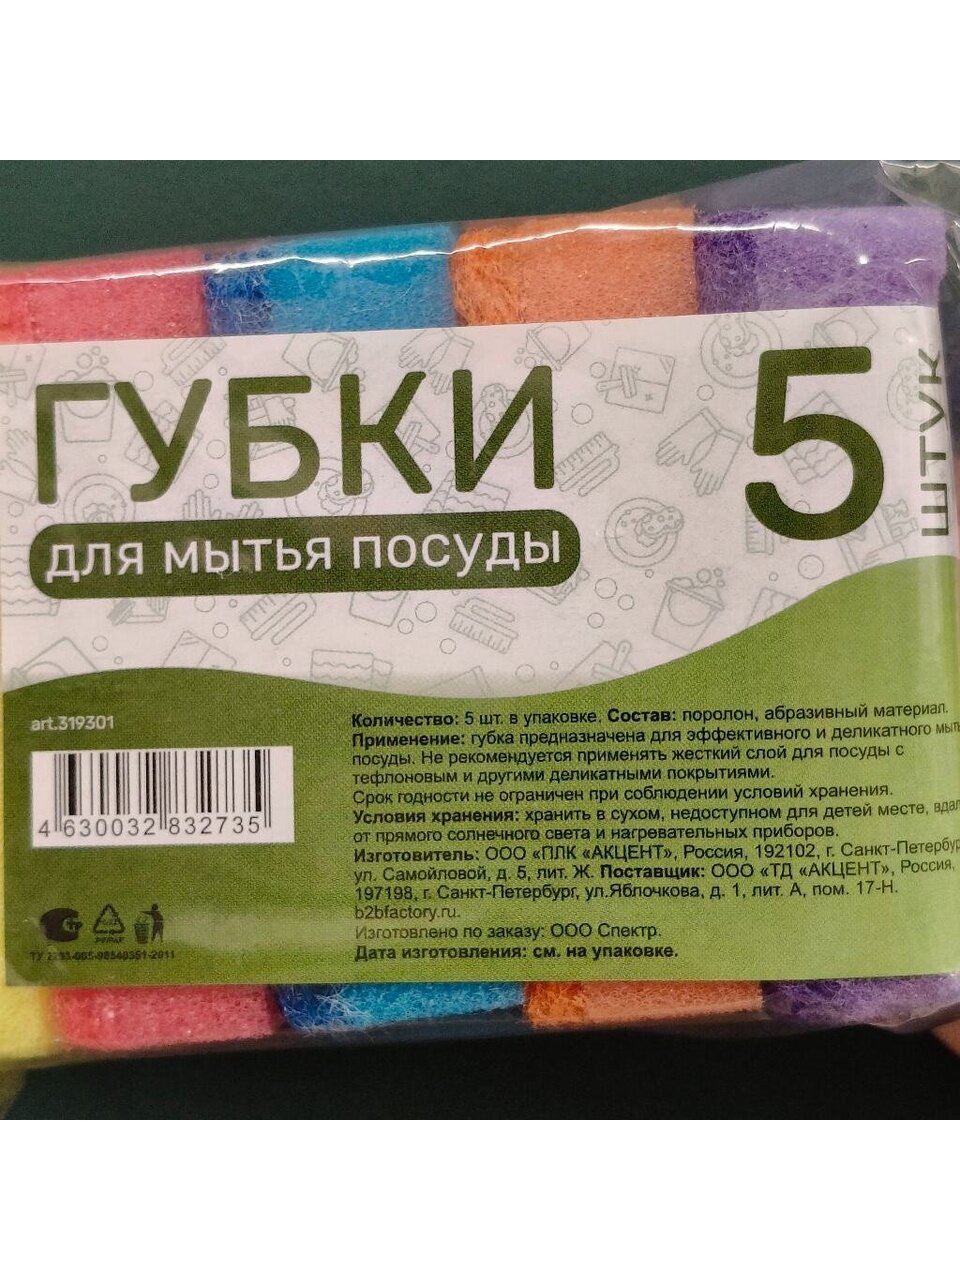 ГУБКИ
для мытья посуды
5
ШТУК
art.319301
4 630032 832735
Количество: 5 шт. в упаковке. Состав: поролон, абразивный материал.
Применение: губка предназначена для эффективного и деликатного мыть
посуды. Не рекомендуется применять жесткий слой для посуды с
тефлоновым и другими деликатными покрытиями.
Срок годности не ограничен при соблюдении условий хранения.
Условия хранения: хранить в сухом, недоступном для детей месте, вдал
от прямого солнечного света и нагревательных приборов.
Изготовитель: ООО «ПЛК «АКЦЕНТ», Россия, 192102, г. Санкт-Петербур
ул. Самойловой, д. 5, лит. Ж. Поставщик: ООО «ТД «АКЦЕНТ», Россия,
197198, г. Санкт-Петербург, ул.Яблочкова, д. 1, лит. А, пом. 17-Н.
b2bfactory.ru.
Изготовлено по заказу: ООО Спектр.
Дата изготовления: см. на упаковке.